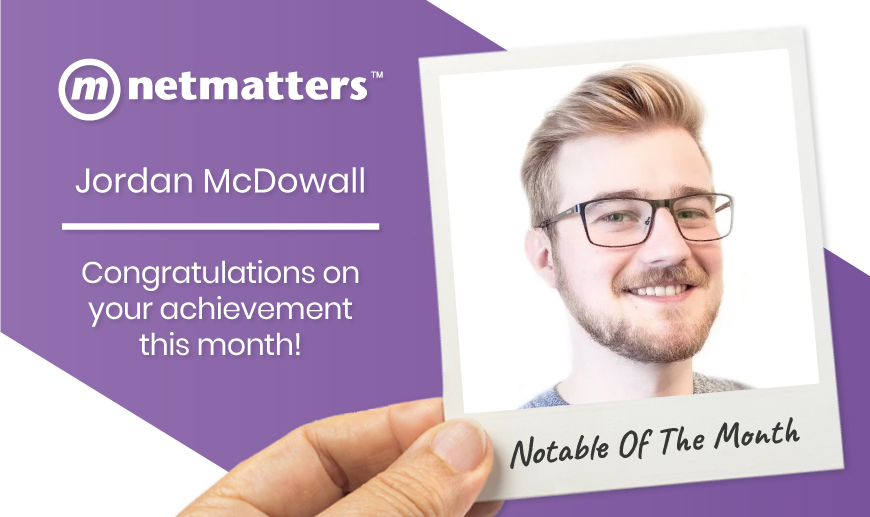 m netmatters™
Jordan McDowall
Congratulations on
your achievement
this month!
Notable Of The Month